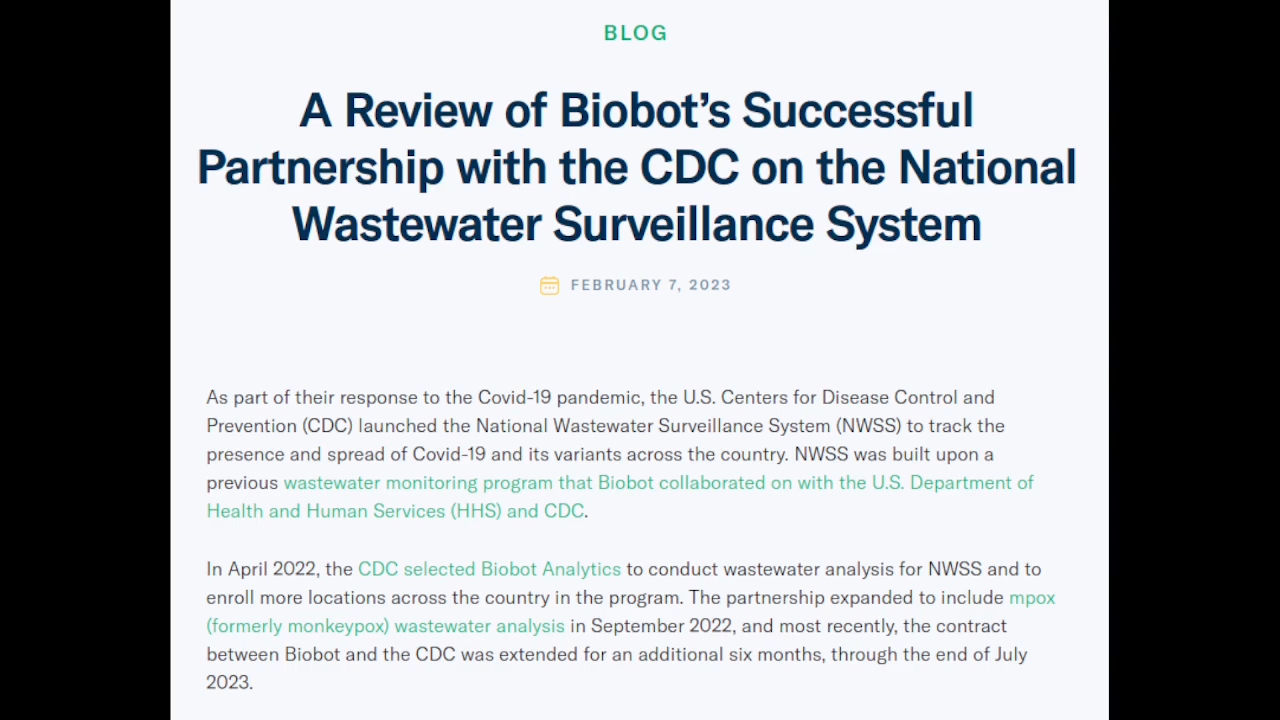 BLOG
A Review of Biobot’s Successful
Partnership with the CDC on the National
Wastewater Surveillance System
FEBRUARY 7, 2023
As part of their response to the Covid-19 pandemic, the U.S. Centers for Disease Control and
Prevention (CDC) launched the National Wastewater Surveillance System (NWSS) to track the
presence and spread of Covid-19 and its variants across the country. NWSS was built upon a
previous wastewater monitoring program that Biobot collaborated on with the U.S. Department of
Health and Human Services (HHS) and CDC.
In April 2022, the CDC selected Biobot Analytics to conduct wastewater analysis for NWSS and to
enroll more locations across the country in the program. The partnership expanded to include mpox
(formerly monkeypox) wastewater analysis in September 2022, and most recently, the contract
between Biobot and the CDC was extended for an additional six months, through the end of July
2023.